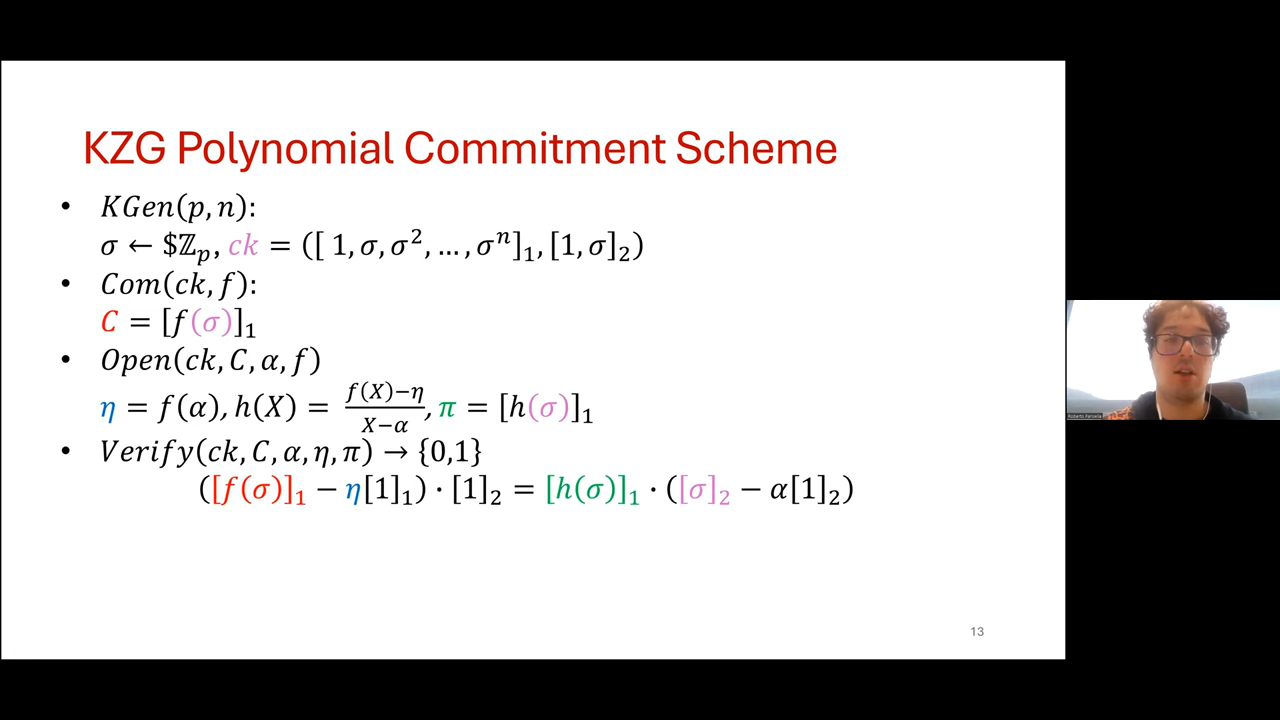 KZG Polynomial Commitment Scheme
• KGen(p, n):
σ ← $ℤₚ, ck = ([ 1, σ, σ², … , σⁿ]₁, [1, σ]₂)
• Com(ck, f):
C = [f(σ)]₁
• Open(ck, C, α, f)
η = f(α), h(X) = (f(X)−η)/(X−α), π = [h(σ)]₁
• Verify(ck, C, α, η, π) → {0,1}
([f(σ)]₁ − η[1]₁) · [1]₂ = [h(σ)]₁ · ([σ]₂ − α[1]₂)
13